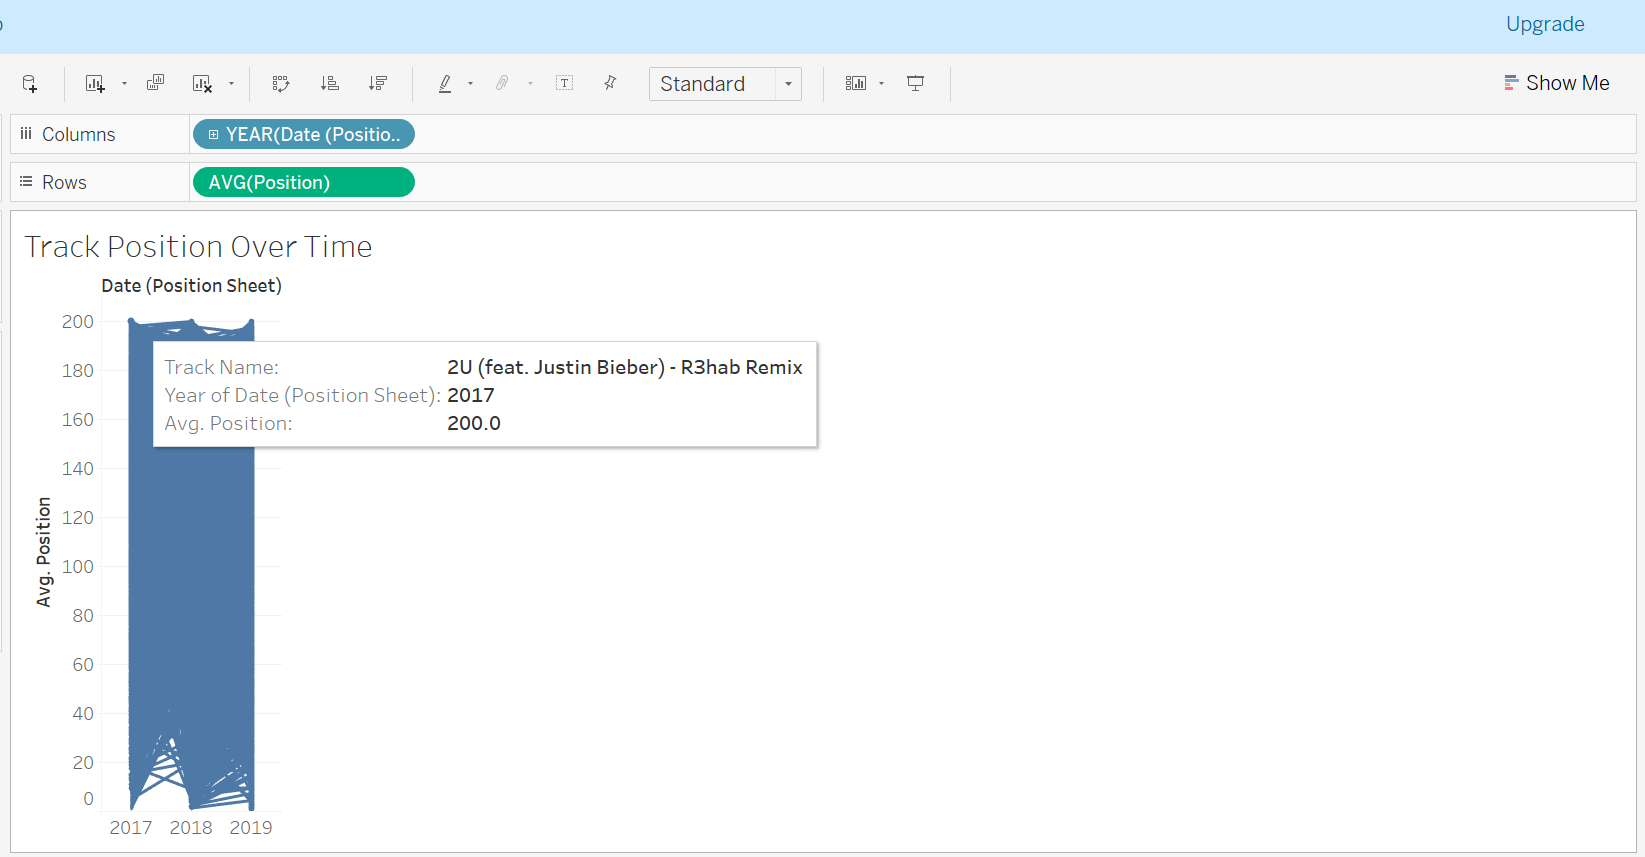 Upgrade
Standard
Show Me
Columns
YEAR(Date (Positio..
Rows
AVG(Position)
Track Position Over Time
Date (Position Sheet)
200
180
160
140
120
100
80
60
40
20
0
Avg. Position
Track Name: 2U (feat. Justin Bieber) - R3hab Remix
Year of Date (Position Sheet): 2017
Avg. Position: 200.0
2017 2018 2019